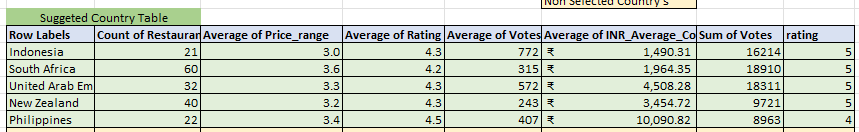 Non Selected Country's
Suggeted Country Table
Row Labels Count of Restauran Average of Price_range Average of Rating Average of Votes Average of INR_Average_Co Sum of Votes rating
Indonesia 21 3.0 4.3 772 ₹ 1,490.31 16214 5
South Africa 60 3.6 4.2 315 ₹ 1,964.35 18910 5
United Arab Em 32 3.3 4.3 572 ₹ 4,508.28 18311 5
New Zealand 40 3.2 4.3 243 ₹ 3,454.72 9721 5
Philippines 22 3.4 4.5 407 ₹ 10,090.82 8963 4